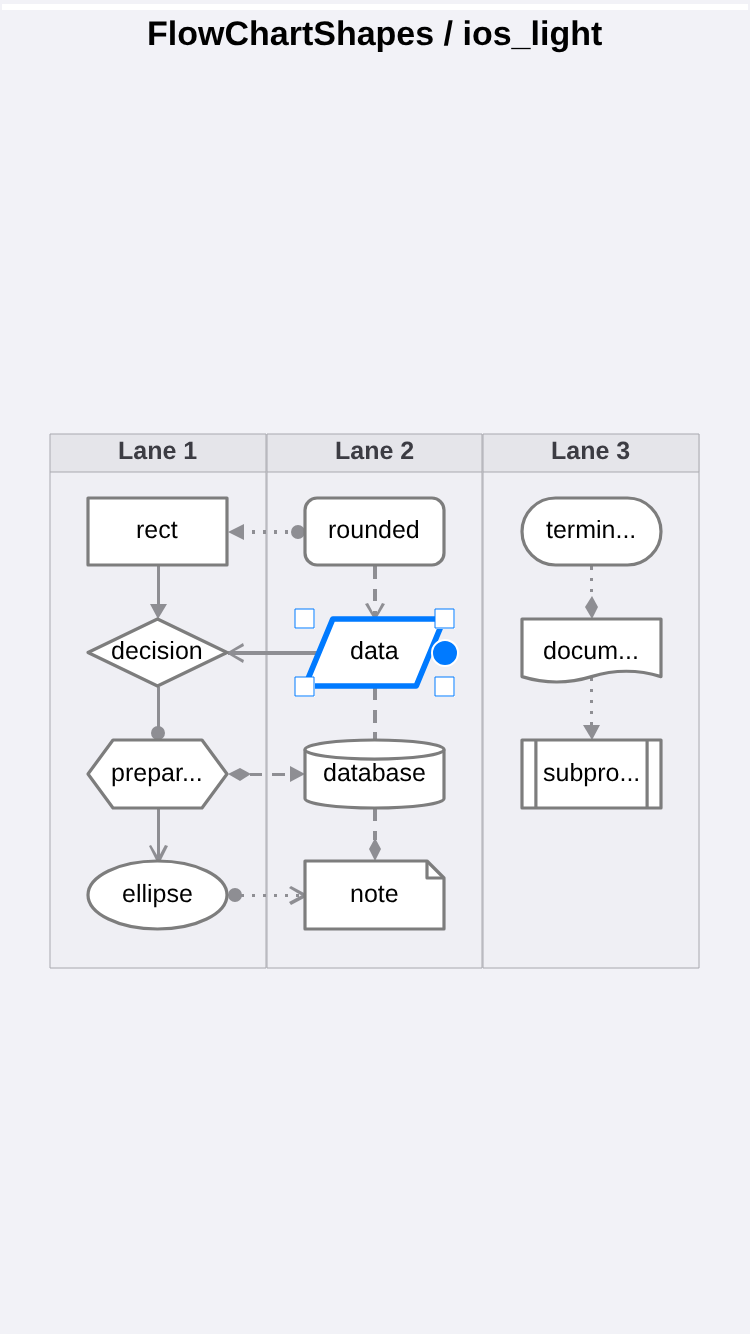 FlowChartShapes / ios_light
Lane 1 Lane 2 Lane 3
rect rounded termin...
decision data docum...
prepar... database subpro...
ellipse note